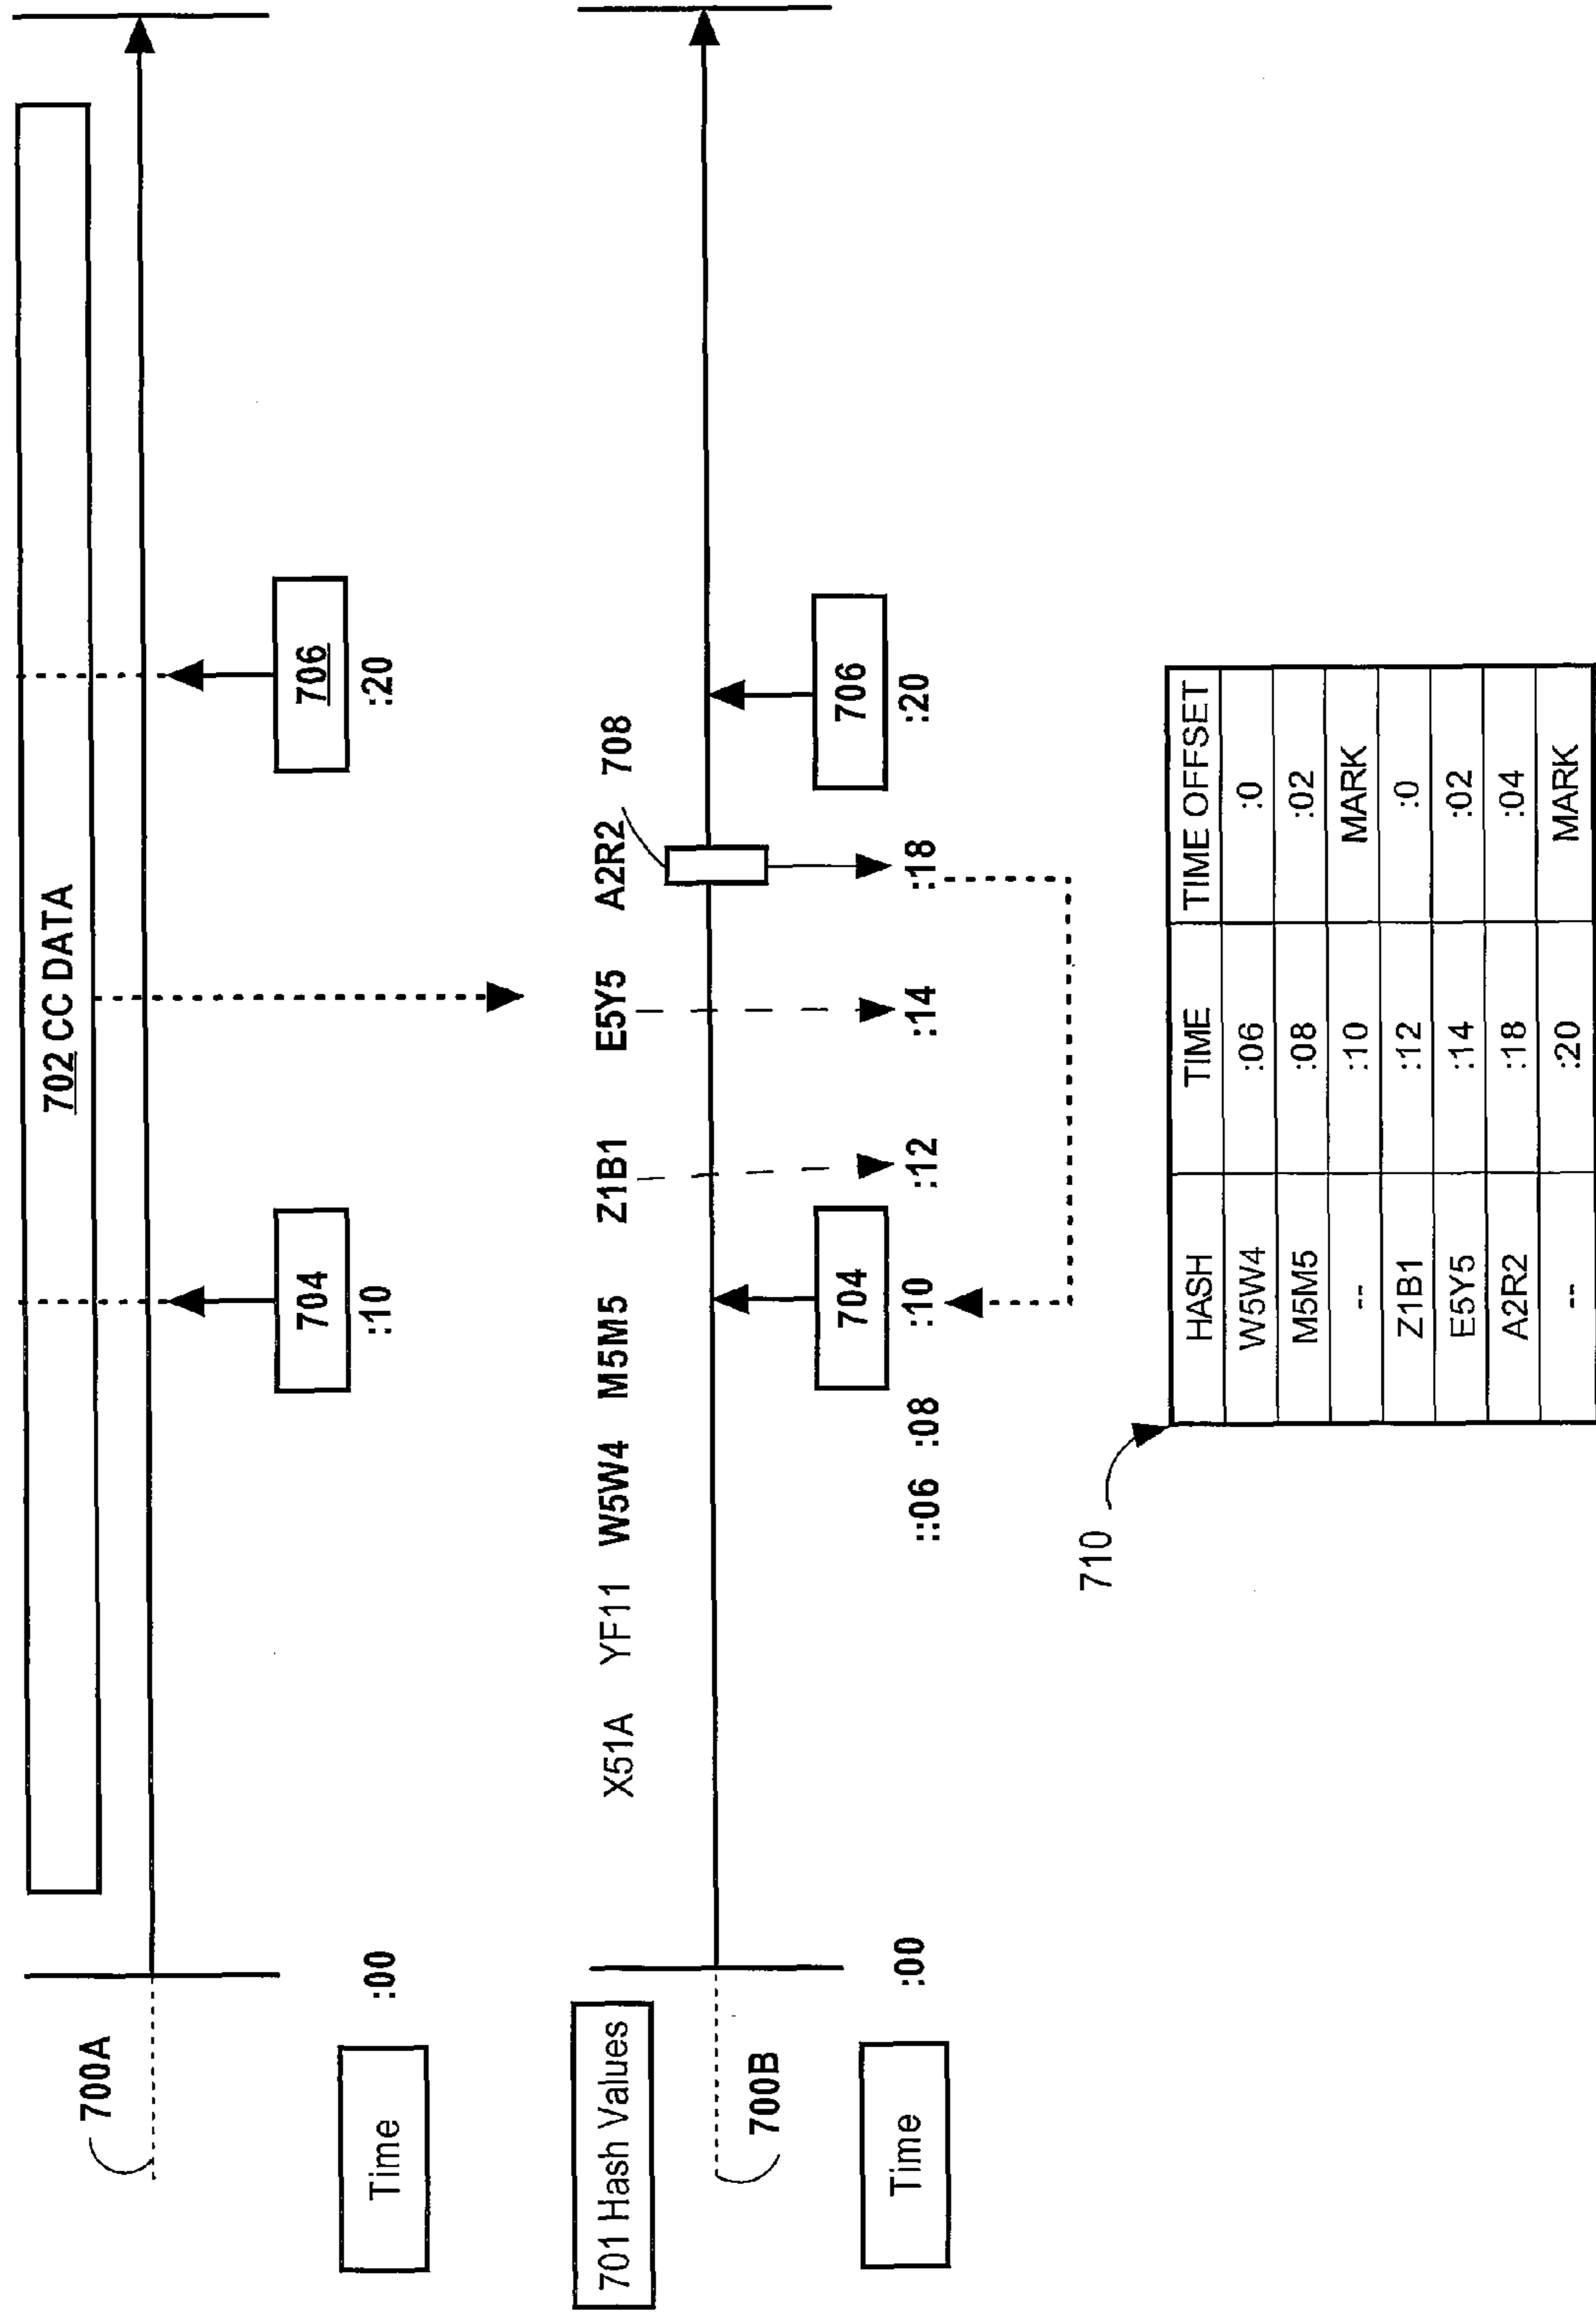 702 CC DATA
700A
704
706
Time
:00
:10
:20
701 Hash Values
X51A YF11 W5W4 M5M5 Z1B1 E5Y5 A2R2 708
700B
704
706
Time
:00
::06 :08 :10 :12 :14 :18 :20
710
HASH TIME TIME OFFSET
W5W4 :06 :0
M5M5 :08 :02
-- :10 MARK
Z1B1 :12 :0
E5Y5 :14 :02
A2R2 :18 :04
-- :20 MARK